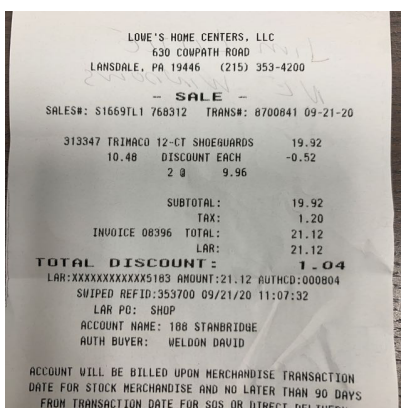 LOWE'S HOME CENTERS, LLC
630 COWPATH ROAD
LANSDALE, PA 19446 (215) 353-4200
- SALE -
SALES#: S1669TL1 768312 TRANS#: 8700841 09-21-20
313347 TRIMACO 12-CT SHOEGUARDS 19.92
10.48 DISCOUNT EACH -0.52
2 @ 9.96
SUBTOTAL: 19.92
TAX: 1.20
INVOICE 08396 TOTAL: 21.12
LAR: 21.12
TOTAL DISCOUNT: 1.04
LAR:XXXXXXXXXXXX5183 AMOUNT:21.12 AUTHCD:000804
SWIPED REFID:353700 09/21/20 11:07:32
LAR PO: SHOP
ACCOUNT NAME: 188 STANBRIDGE
AUTH BUYER: WELDON DAVID
ACCOUNT WILL BE BILLED UPON MERCHANDISE TRANSACTION
DATE FOR STOCK MERCHANDISE AND NO LATER THAN 90 DAYS
FROM TRANSACTION DATE FOR SOS OR DIRECT DELIVERY